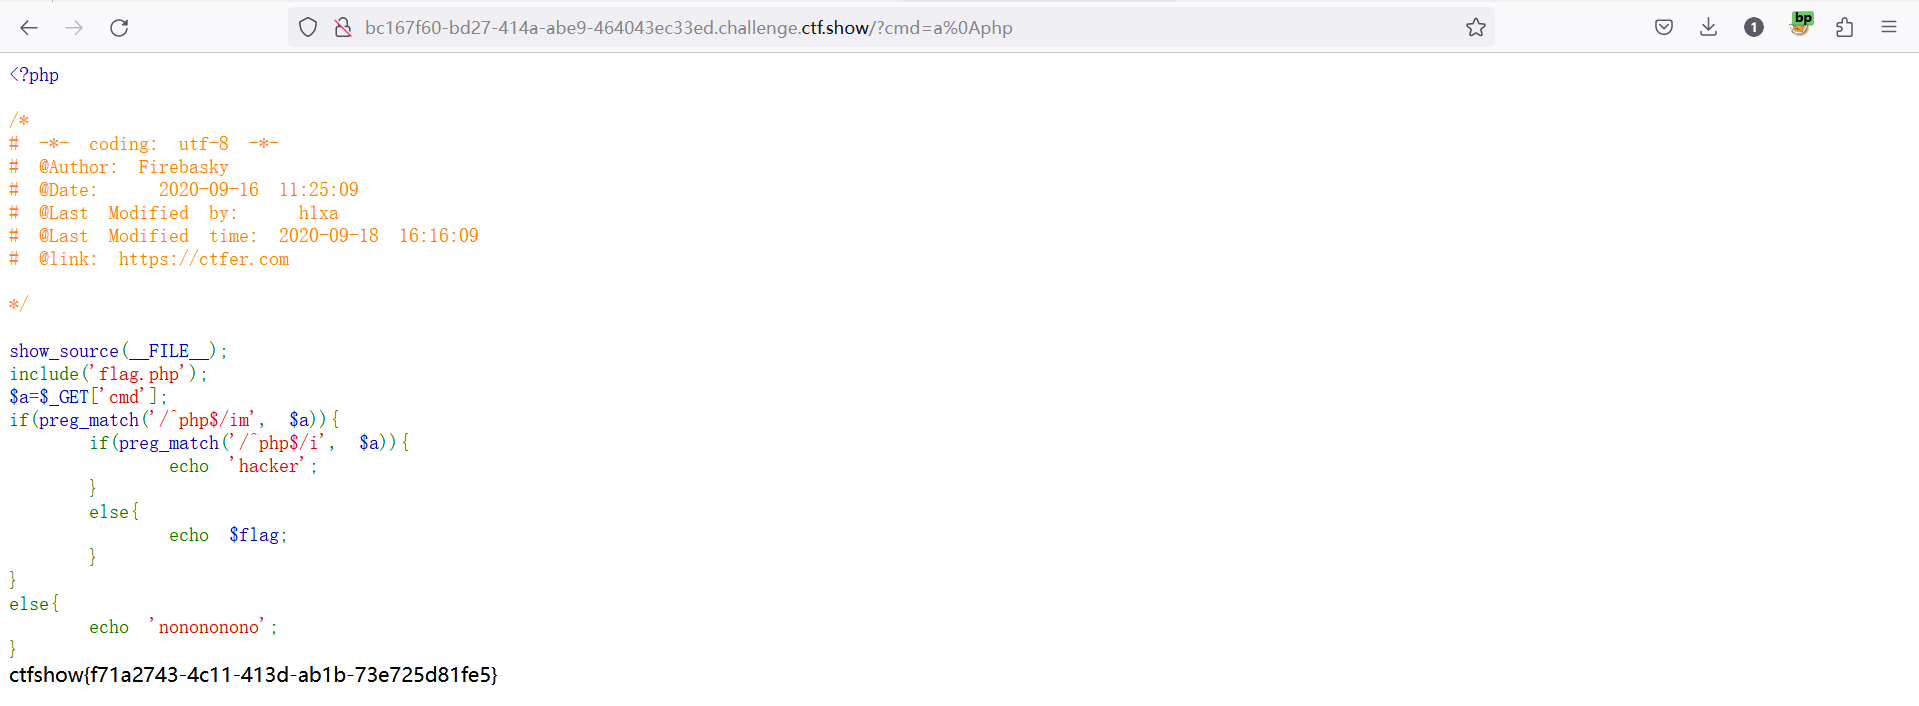 bc167f60-bd27-414a-abe9-464043ec33ed.challenge.ctf.show/?cmd=a%0Aphp
1
bp
<?php
/*
# -*- coding: utf-8 -*-
# @Author: Firebasky
# @Date:   2020-09-16 11:25:09
# @Last Modified by:   h1xa
# @Last Modified time: 2020-09-18 16:16:09
# @link: https://ctfer.com
*/
show_source(__FILE__);
include('flag.php');
$a=$_GET['cmd'];
if(preg_match('/^php$/im', $a)){
    if(preg_match('/^php$/i', $a)){
        echo 'hacker';
    }
    else{
        echo $flag;
    }
}
else{
    echo 'nonononono';
}
ctfshow{f71a2743-4c11-413d-ab1b-73e725d81fe5}